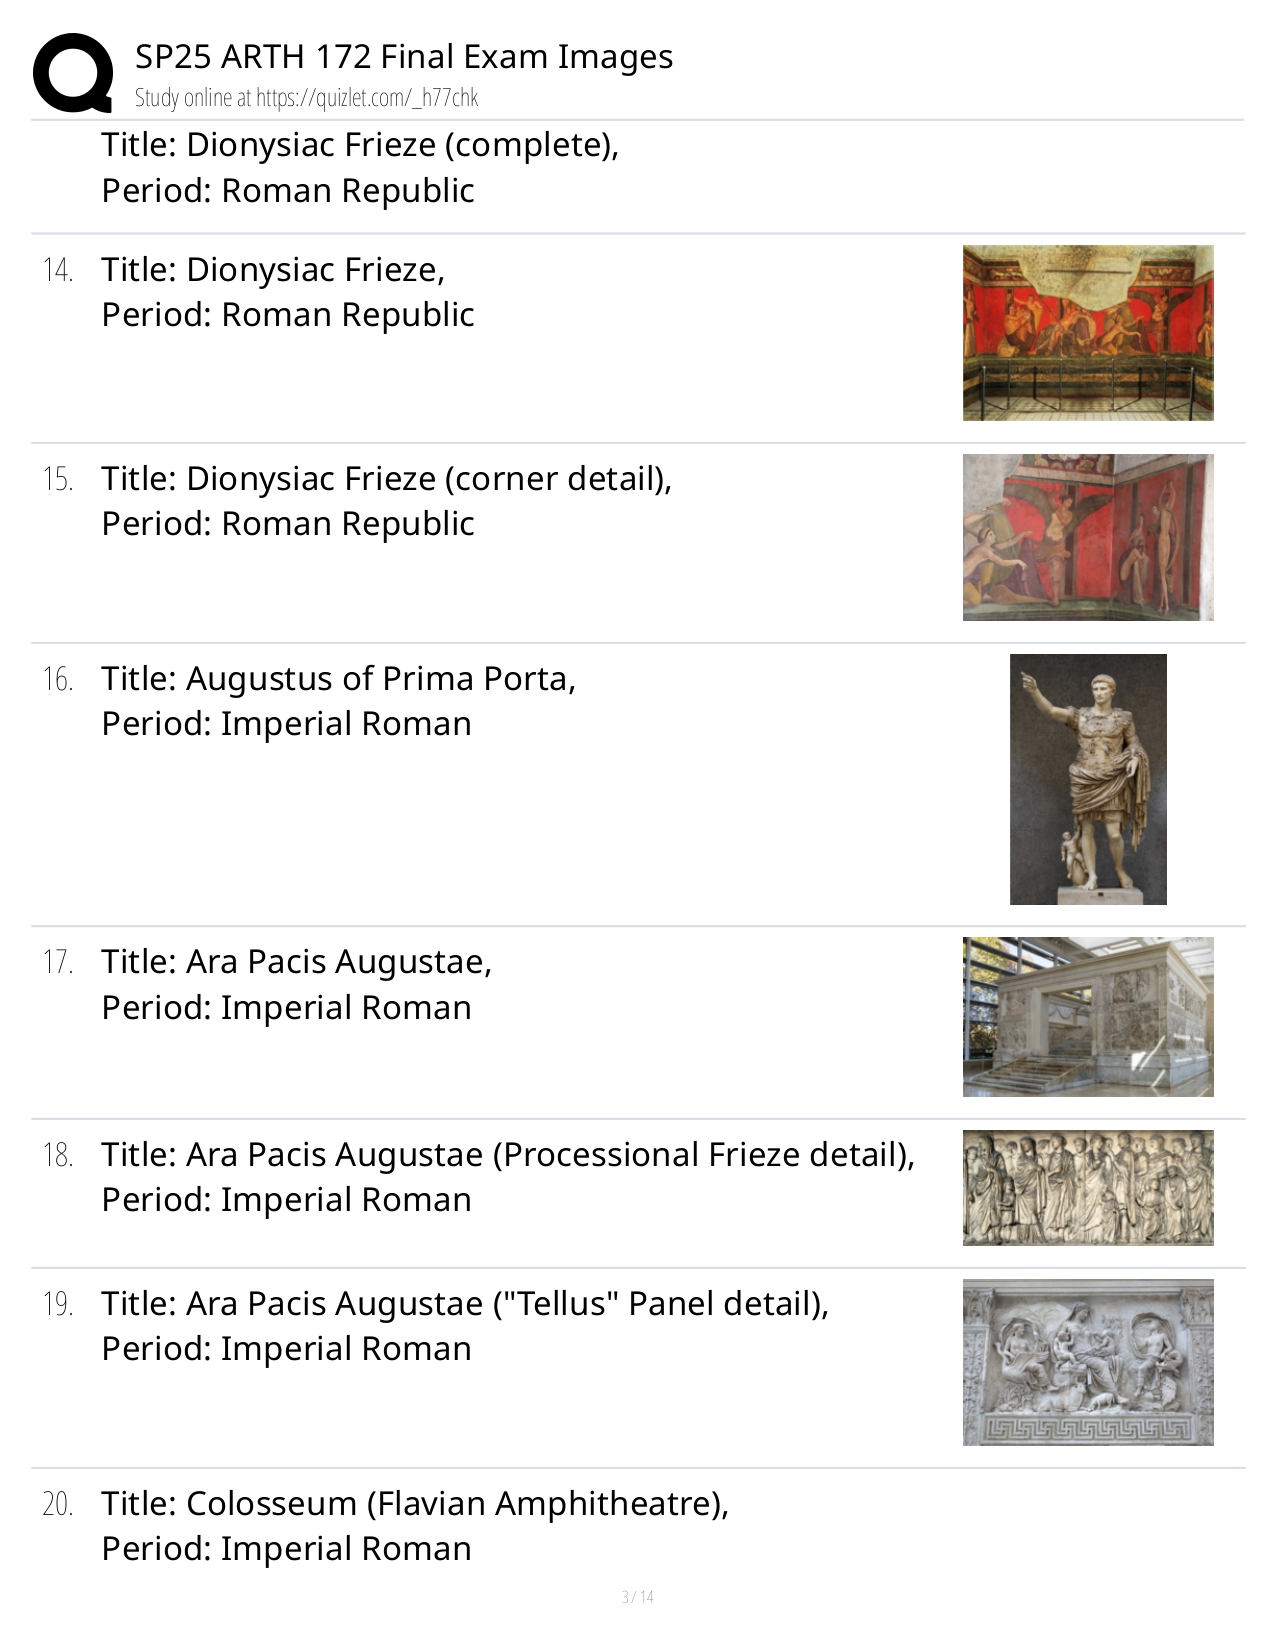 SP25 ARTH 172 Final Exam Images
Study online at https://quizlet.com/_h77chk
Title: Dionysiac Frieze (complete),
Period: Roman Republic
14. Title: Dionysiac Frieze,
Period: Roman Republic
15. Title: Dionysiac Frieze (corner detail),
Period: Roman Republic
16. Title: Augustus of Prima Porta,
Period: Imperial Roman
17. Title: Ara Pacis Augustae,
Period: Imperial Roman
18. Title: Ara Pacis Augustae (Processional Frieze detail),
Period: Imperial Roman
19. Title: Ara Pacis Augustae ("Tellus" Panel detail),
Period: Imperial Roman
20. Title: Colosseum (Flavian Amphitheatre),
Period: Imperial Roman
3 / 14